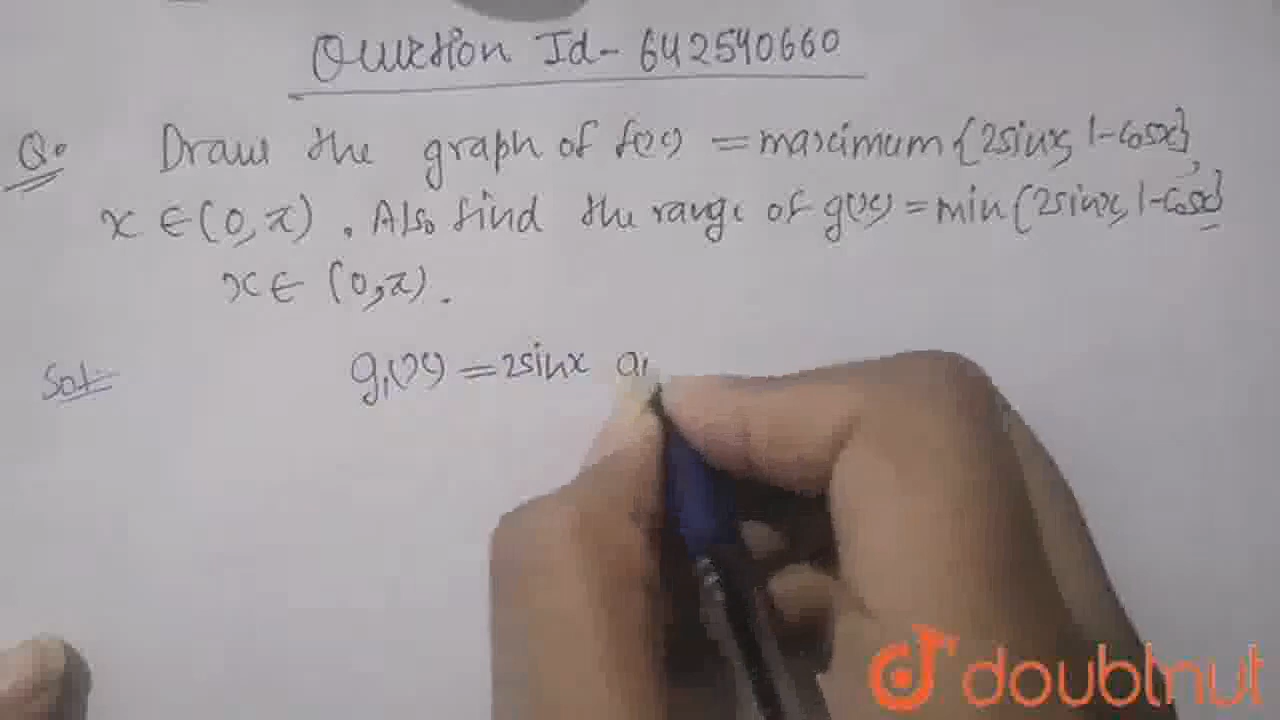 Question Id- 642540660
Q. Draw the graph of f(x) = maximum {2sinx, 1-cosx},
x ∈ (0, π). Also find the range of g(x) = min {2sinx, 1-cosx}
x ∈ (0, π).
Sol:- g₁(x) = 2sinx a
doubtnut